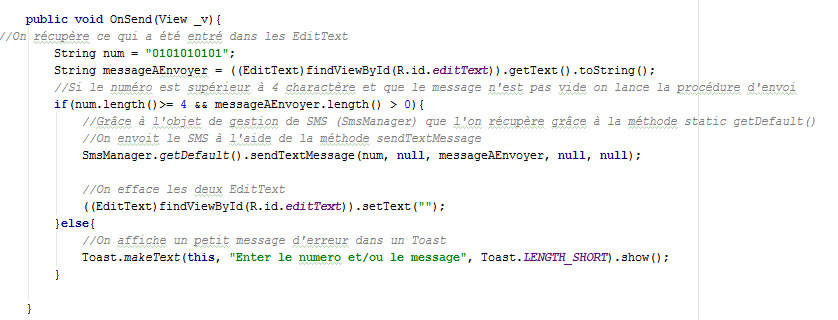 public void OnSend(View _v){
//On récupère ce qui a été entré dans les EditText
String num = "0101010101";
String messageAEnvoyer = ((EditText)findViewById(R.id.editText)).getText().toString();
//Si le numéro est supérieur à 4 charactère et que le message n'est pas vide on lance la procédure d'envoi
if(num.length()>= 4 && messageAEnvoyer.length() > 0){
//Grâce à l'objet de gestion de SMS (SmsManager) que l'on récupère grâce à la méthode static getDefault()
//On envoit le SMS à l'aide de la méthode sendTextMessage
SmsManager.getDefault().sendTextMessage(num, null, messageAEnvoyer, null, null);
//On efface les deux EditText
((EditText)findViewById(R.id.editText)).setText("");
}else{
//On affiche un petit message d'erreur dans un Toast
Toast.makeText(this, "Enter le numero et/ou le message", Toast.LENGTH_SHORT).show();
}
}